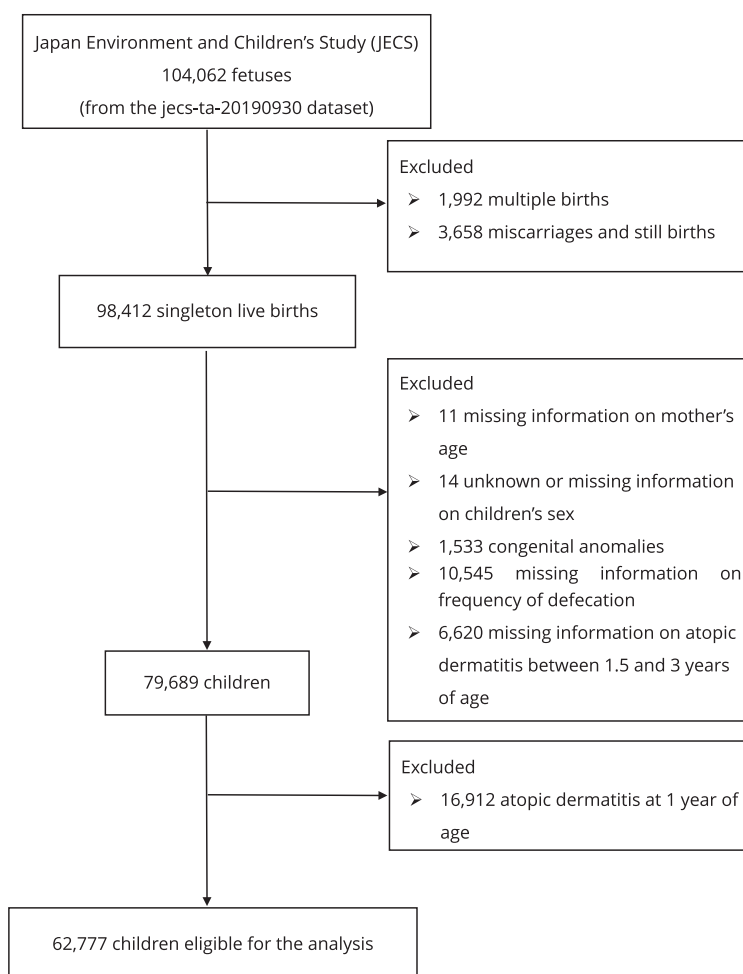 Japan Environment and Children's Study (JECS)
104,062 fetuses
(from the jecs-ta-20190930 dataset)
Excluded
➢ 1,992 multiple births
➢ 3,658 miscarriages and still births
98,412 singleton live births
Excluded
➢ 11 missing information on mother's
age
➢ 14 unknown or missing information
on children's sex
➢ 1,533 congenital anomalies
➢ 10,545 missing information on
frequency of defecation
➢ 6,620 missing information on atopic
dermatitis between 1.5 and 3 years
of age
79,689 children
Excluded
➢ 16,912 atopic dermatitis at 1 year of
age
62,777 children eligible for the analysis